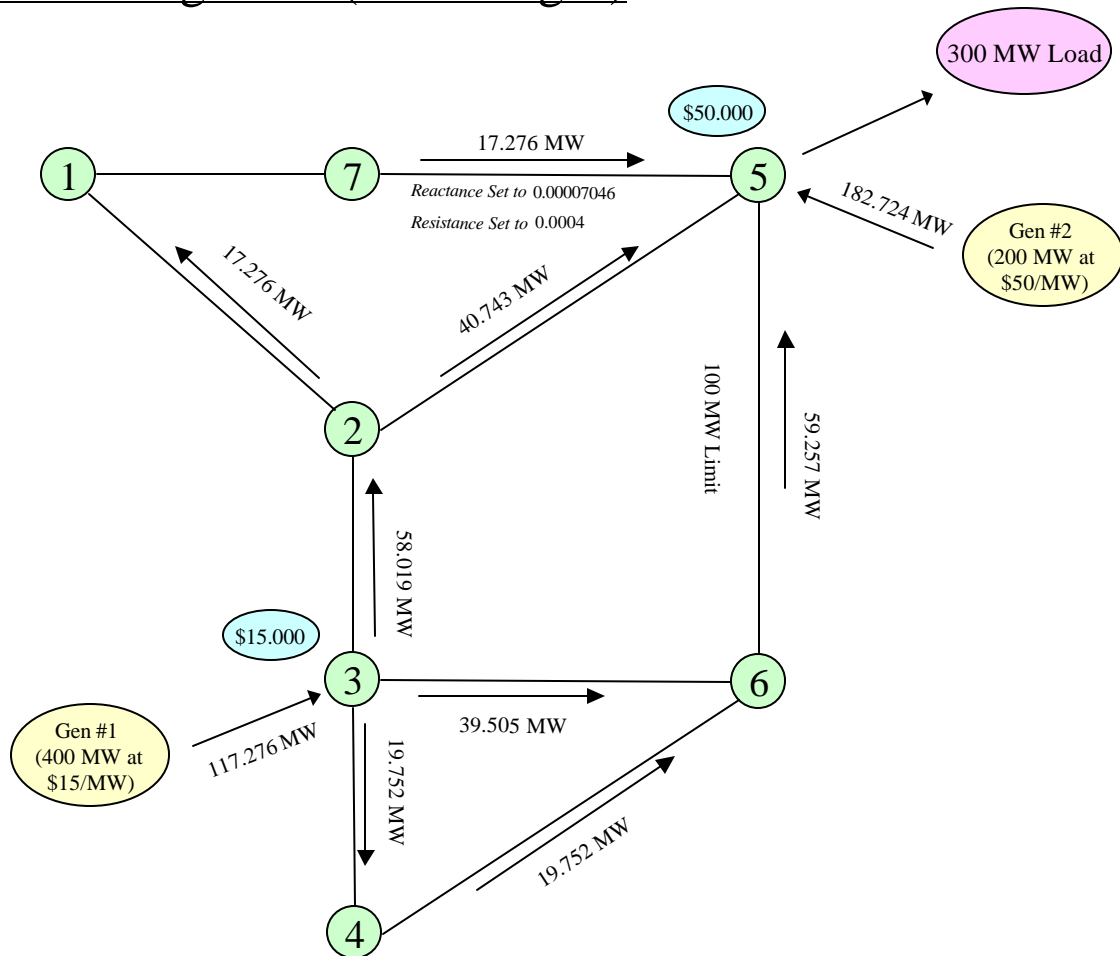 300 MW Load
$50.000
17.276 MW
1
7
5
Reactance Set to 0.00007046
Resistance Set to 0.0004
182.724 MW
Gen #2
(200 MW at
$50/MW)
17.276 MW
40.743 MW
100 MW Limit
59.257 MW
2
58.019 MW
$15.000
3
6
39.505 MW
Gen #1
(400 MW at
$15/MW)
117.276 MW
19.752 MW
19.752 MW
4